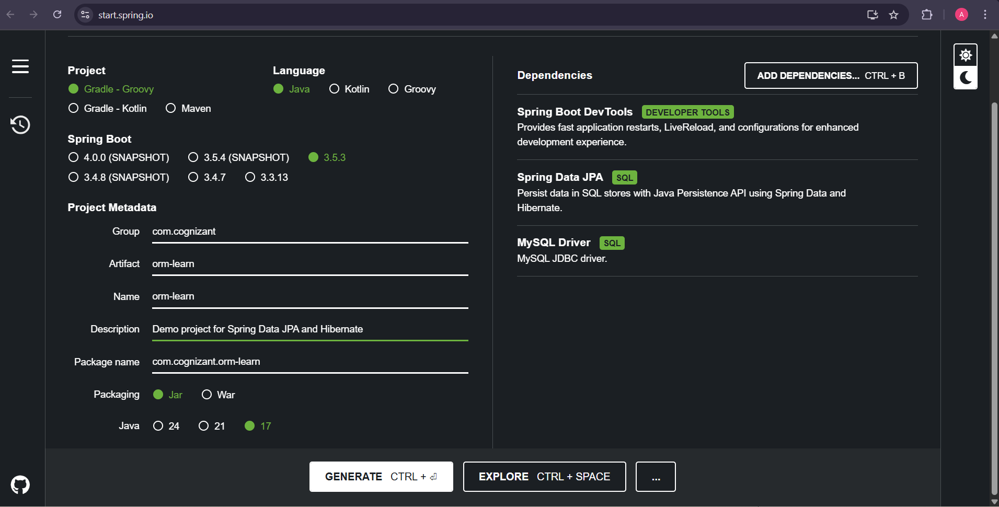 start.spring.io
A
Project
Gradle - Groovy
Gradle - Kotlin
Maven
Language
Java
Kotlin
Groovy
Spring Boot
4.0.0 (SNAPSHOT)
3.5.4 (SNAPSHOT)
3.5.3
3.4.8 (SNAPSHOT)
3.4.7
3.3.13
Project Metadata
Group com.cognizant
Artifact orm-learn
Name orm-learn
Description Demo project for Spring Data JPA and Hibernate
Package name com.cognizant.orm-learn
Packaging Jar War
Java 24 21 17
Dependencies
ADD DEPENDENCIES... CTRL + B
Spring Boot DevTools DEVELOPER TOOLS
Provides fast application restarts, LiveReload, and configurations for enhanced
development experience.
Spring Data JPA SQL
Persist data in SQL stores with Java Persistence API using Spring Data and
Hibernate.
MySQL Driver SQL
MySQL JDBC driver.
GENERATE CTRL + ⏎
EXPLORE CTRL + SPACE
...